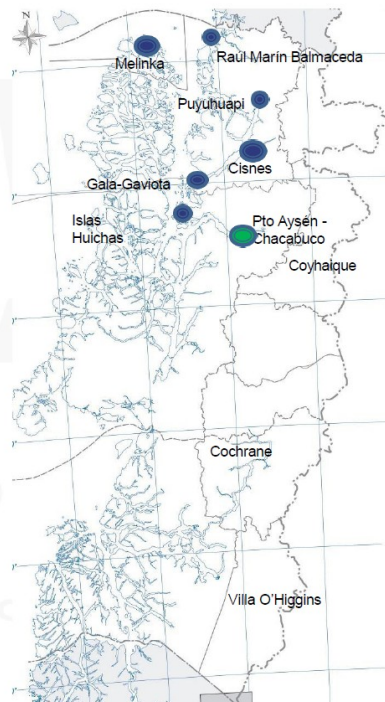 N
Melinka
Raúl Marín Balmaceda
Puyuhuapi
Cisnes
Gala-Gaviota
Islas
Huichas
Pto Aysén -
Chacabuco
Coyhaique
Cochrane
Villa O'Higgins